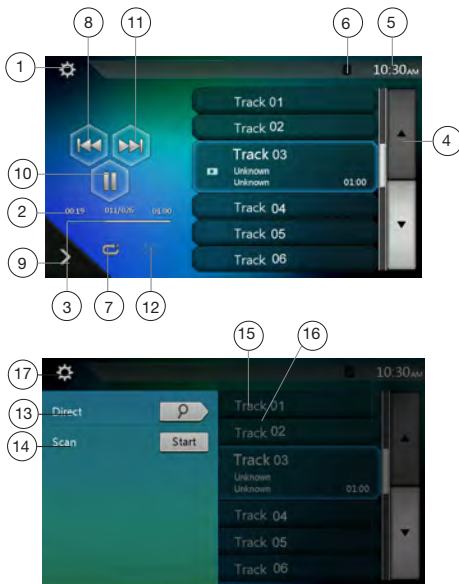 8
11
6
5
1
10:30AM
Track 01
Track 02
4
Track 03
10
Unknown
Unknown 01:00
2
00:19 011/026 01:00
Track 04
9
Track 05
Track 06
3
7
12
15
16
17
10:30AM
13
Direct
Track 01
14
Scan
Start
Track 02
Track 03
Unknown
Unknown 01:00
Track 04
Track 05
Track 06